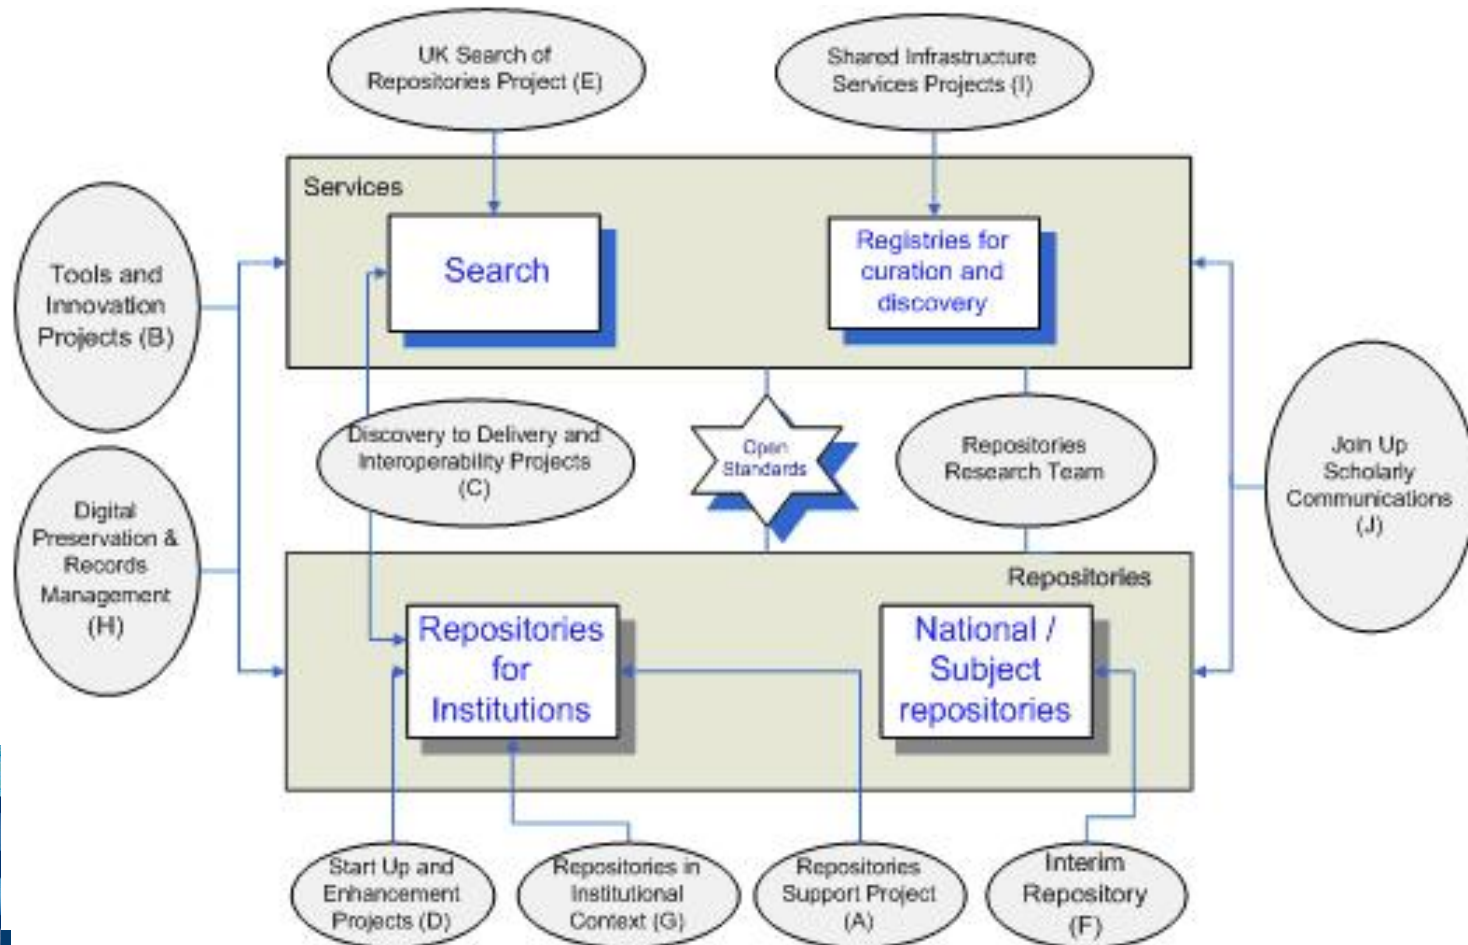 UK Search of
Repositories Project (E)
Shared Infrastructure
Services Projects (I)
Services
Search
Registries for
curation and
discovery
Tools and
Innovation
Projects (B)
Discovery to Delivery and
Interoperability Projects
(C)
Open
Standards
Repositories
Research Team
Join Up
Scholarly
Communications
(J)
Digital
Preservation &
Records
Management
(H)
Repositories
Repositories
for
Institutions
National /
Subject
repositories
Start Up and
Enhancement
Projects (D)
Repositories in
Institutional
Context (G)
Repositories
Support Project
(A)
Interim
Repository
(F)